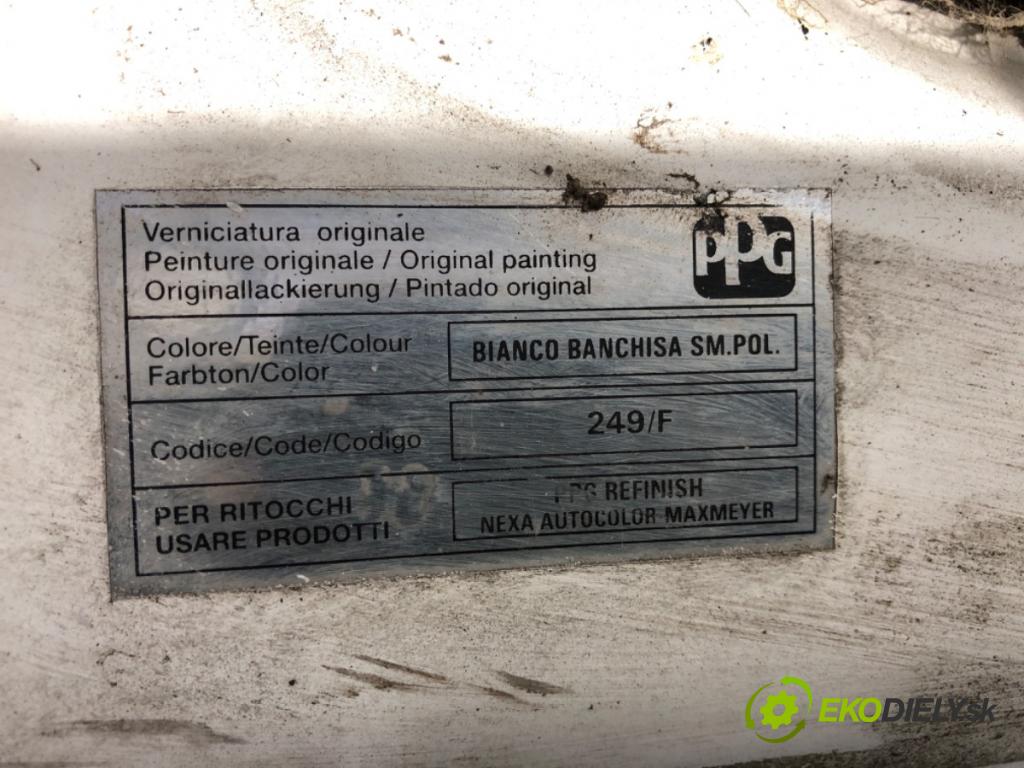 Verniciatura originale
Peinture originale / Original painting
Originallackierung / Pintado original
PPG
Colore/Teinte/Colour
Farbton/Color
BIANCO BANCHISA SM.POL.
Codice/Code/Codigo
249/F
PER RITOCCHI
USARE PRODOTTI
PPG REFINISH
NEXA AUTOCOLOR MAXMEYER
EKODIELY.sk